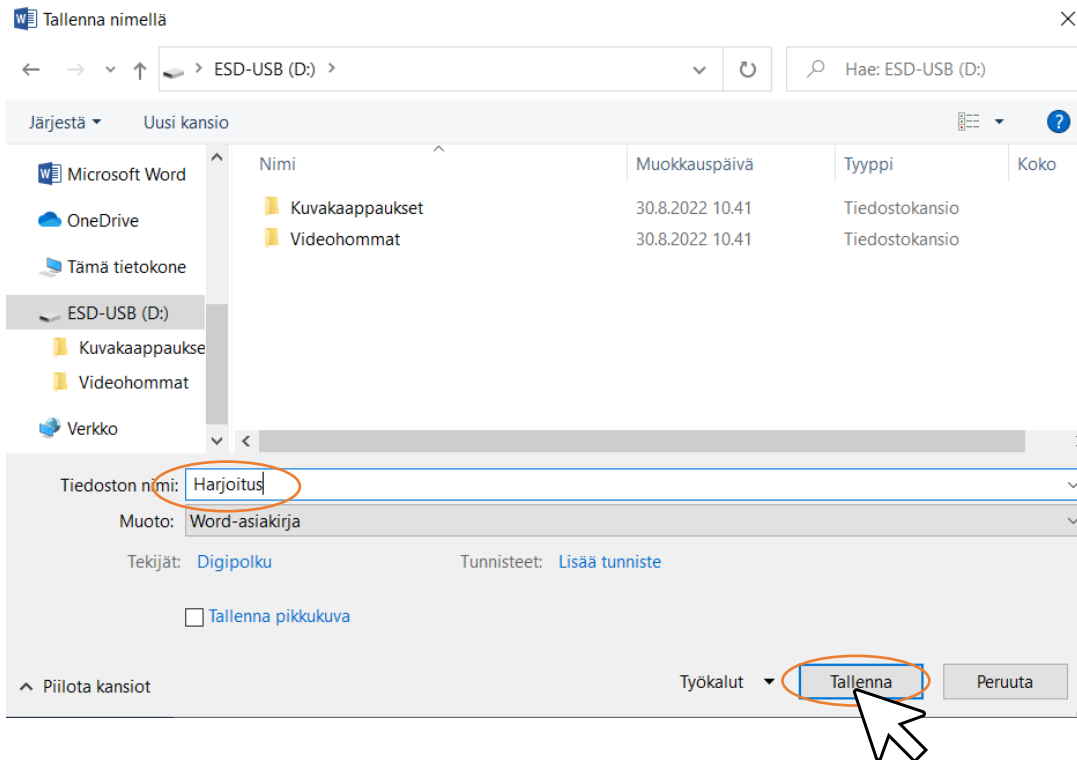 Tallenna nimellä
ESD-USB (D:)
Hae: ESD-USB (D:)
Järjestä
Uusi kansio
?
Nimi
Muokkauspäivä
Tyyppi
Koko
Microsoft Word
OneDrive
Tämä tietokone
ESD-USB (D:)
Kuvakaappaukse
Videohommat
Verkko
Kuvakaappaukset 30.8.2022 10.41 Tiedostokansio
Videohommat 30.8.2022 10.41 Tiedostokansio
Tiedoston nimi: Harjoitus
Muoto: Word-asiakirja
Tekijät: Digipolku
Tunnisteet: Lisää tunniste
Tallenna pikkukuva
Piilota kansiot
Työkalut
Tallenna
Peruuta